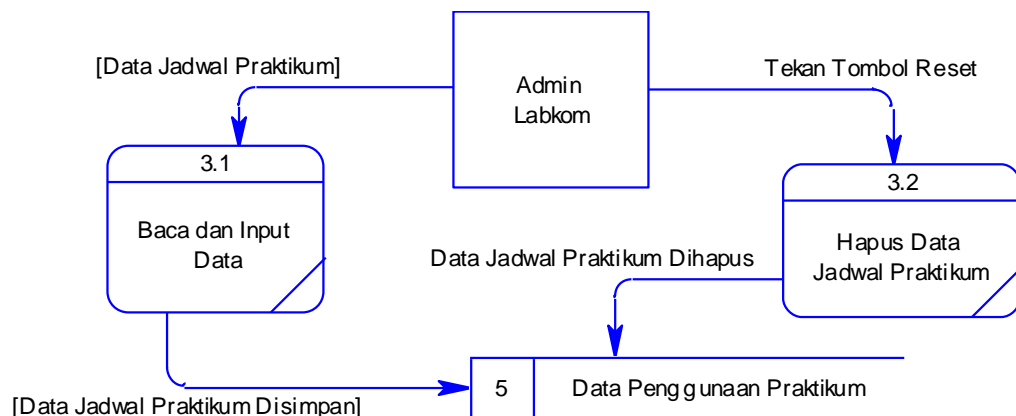 [Data Jadwal Praktikum]
Tekan Tombol Reset
Admin
Labkom
3.1
3.2
Baca dan Input
Data
Hapus Data
Jadwal Praktikum
Data Jadwal Praktikum Dihapus
5
Data Penggunaan Praktikum
[Data Jadwal Praktikum Disimpan]